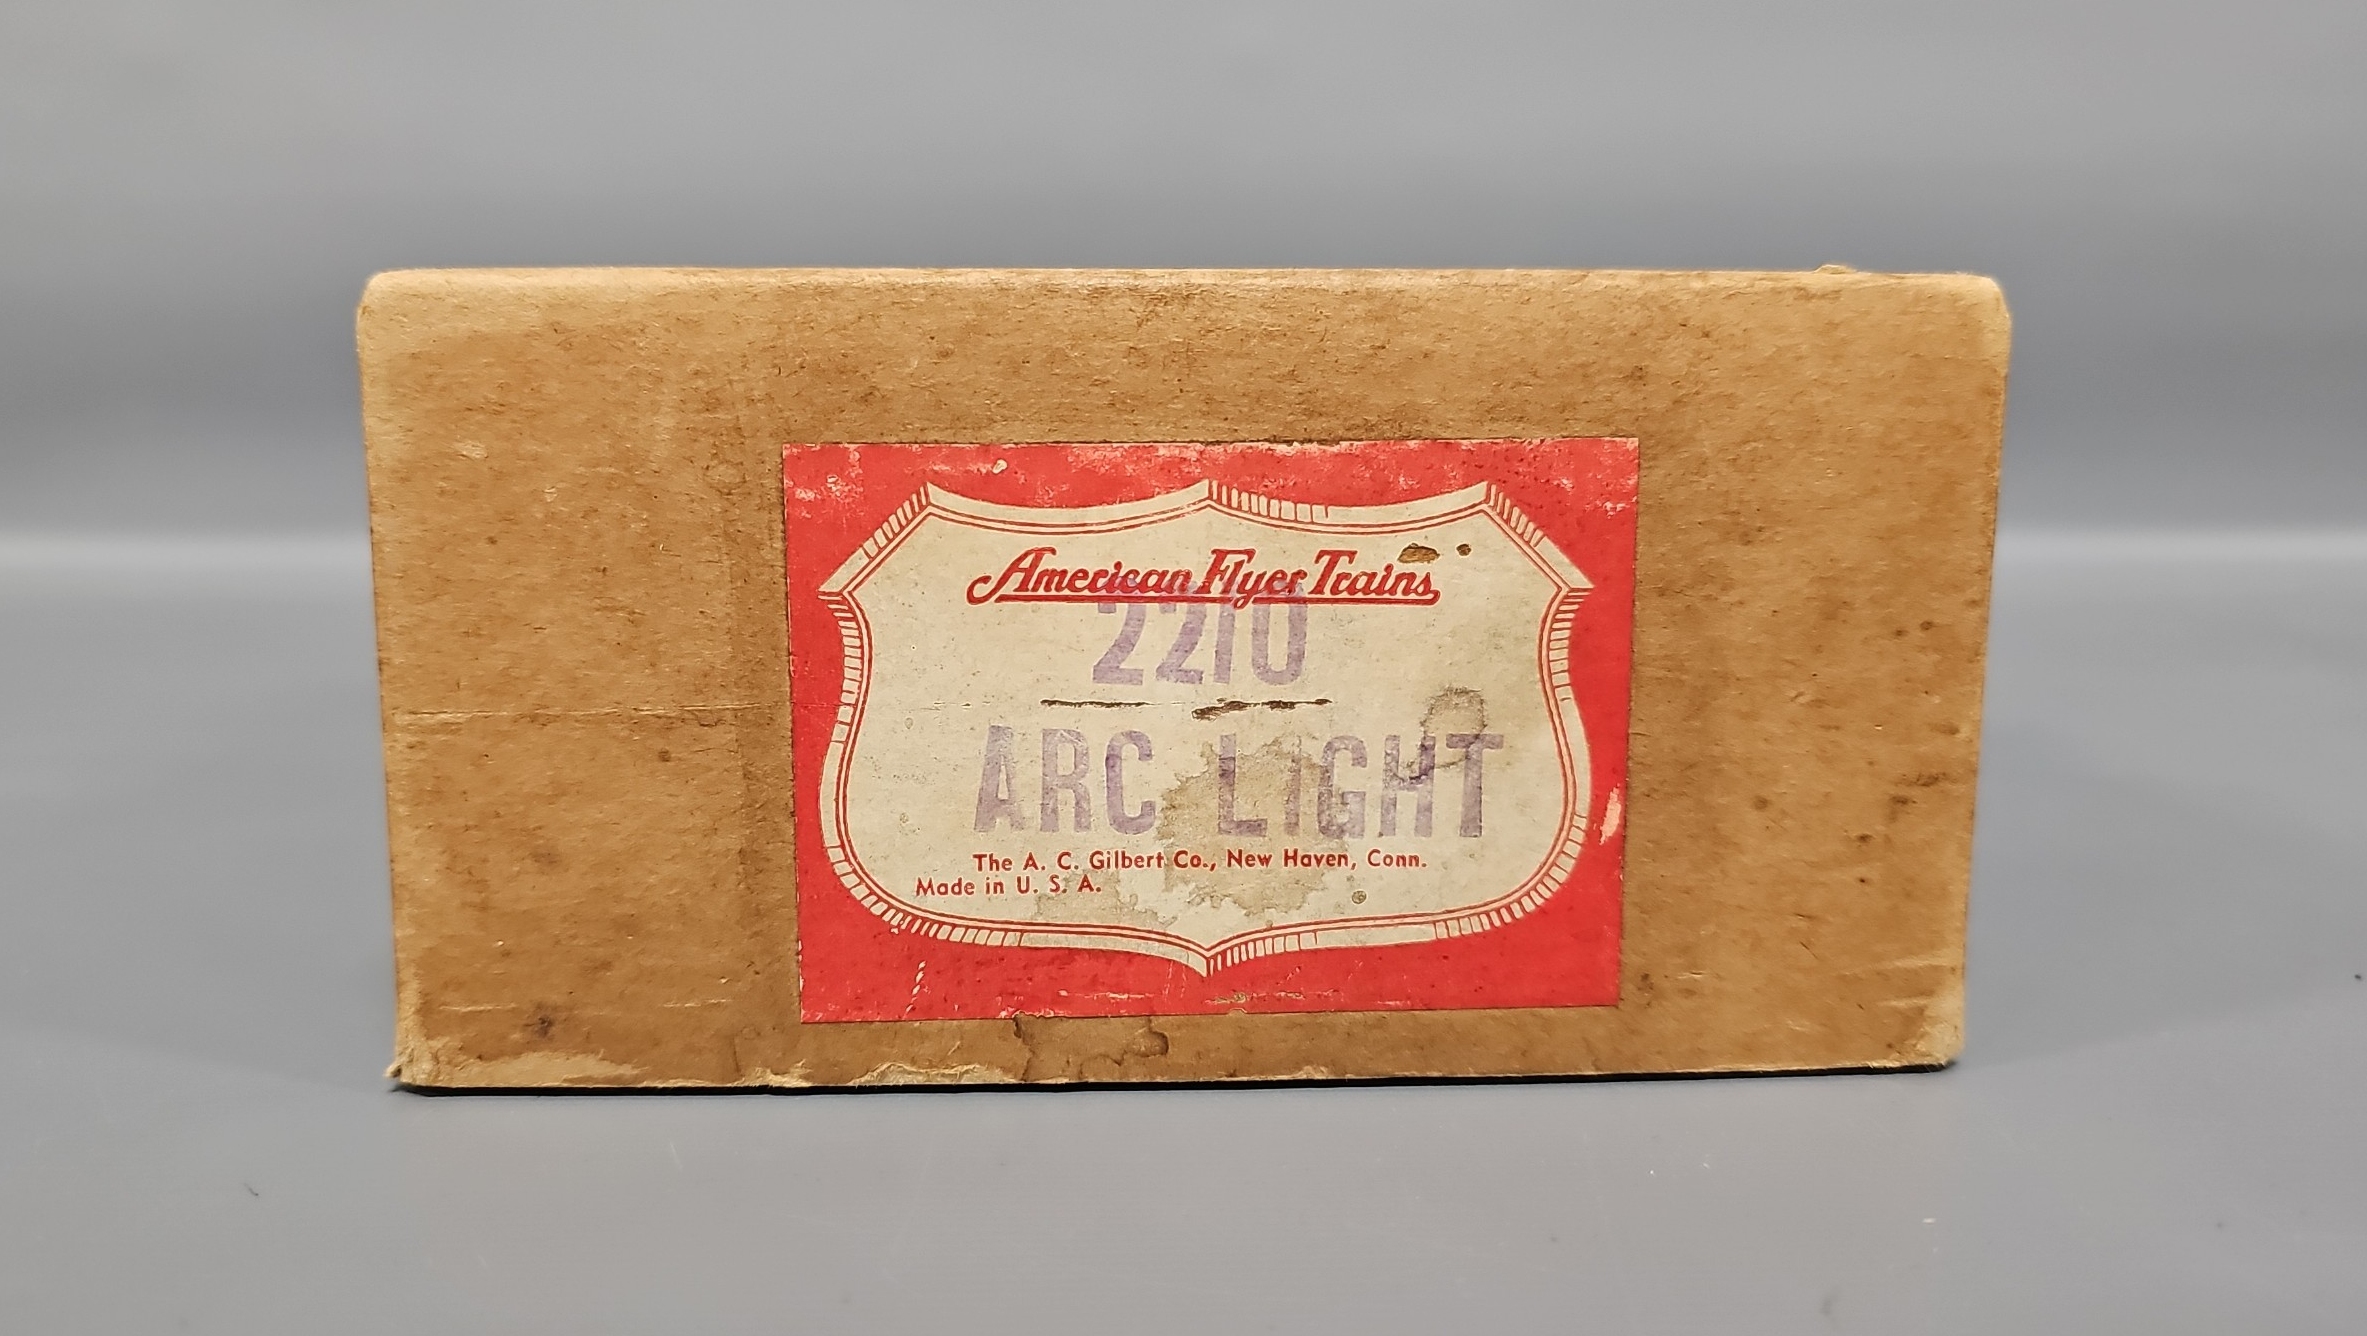 American Flyer Trains
2210
ARC LIGHT
The A. C. Gilbert Co., New Haven, Conn.
Made in U. S. A.